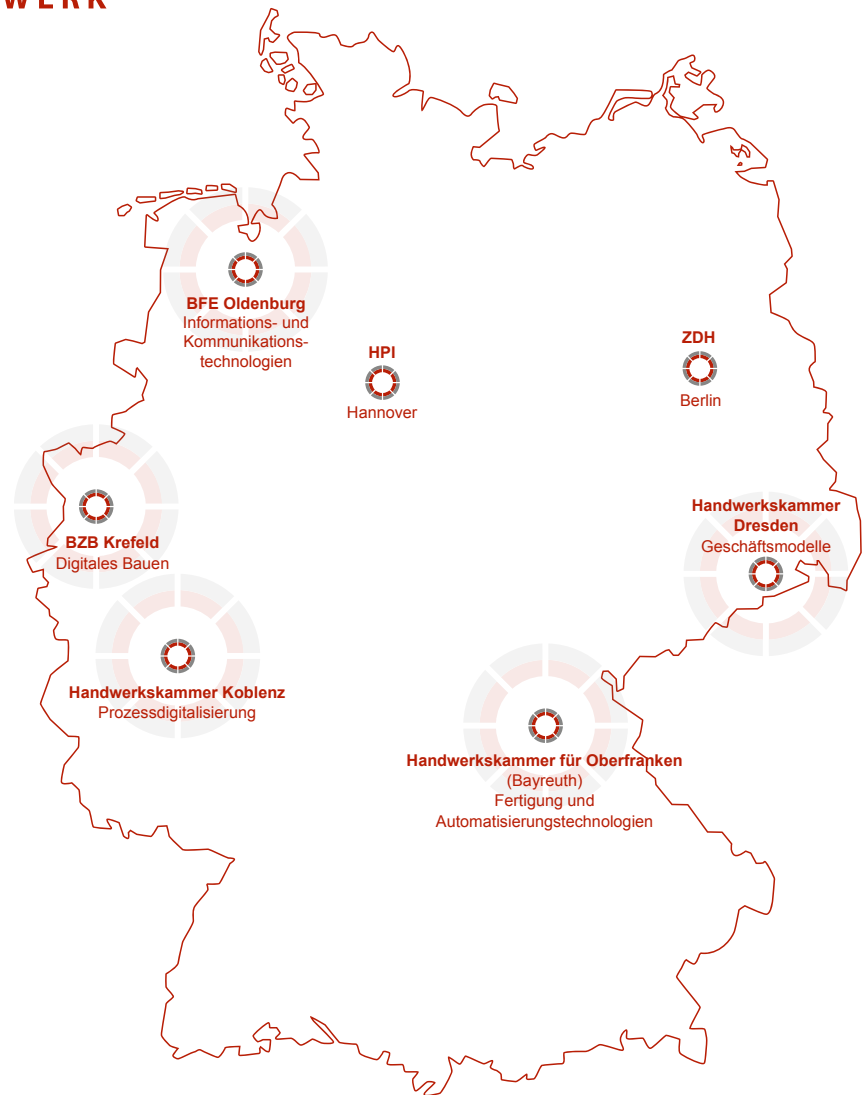 WERK
BFE Oldenburg
Informations- und
Kommunikations-
technologien
HPI
Hannover
ZDH
Berlin
BZB Krefeld
Digitales Bauen
Handwerkskammer
Dresden
Geschäftsmodelle
Handwerkskammer Koblenz
Prozessdigitalisierung
Handwerkskammer für Oberfranken
(Bayreuth)
Fertigung und
Automatisierungstechnologien